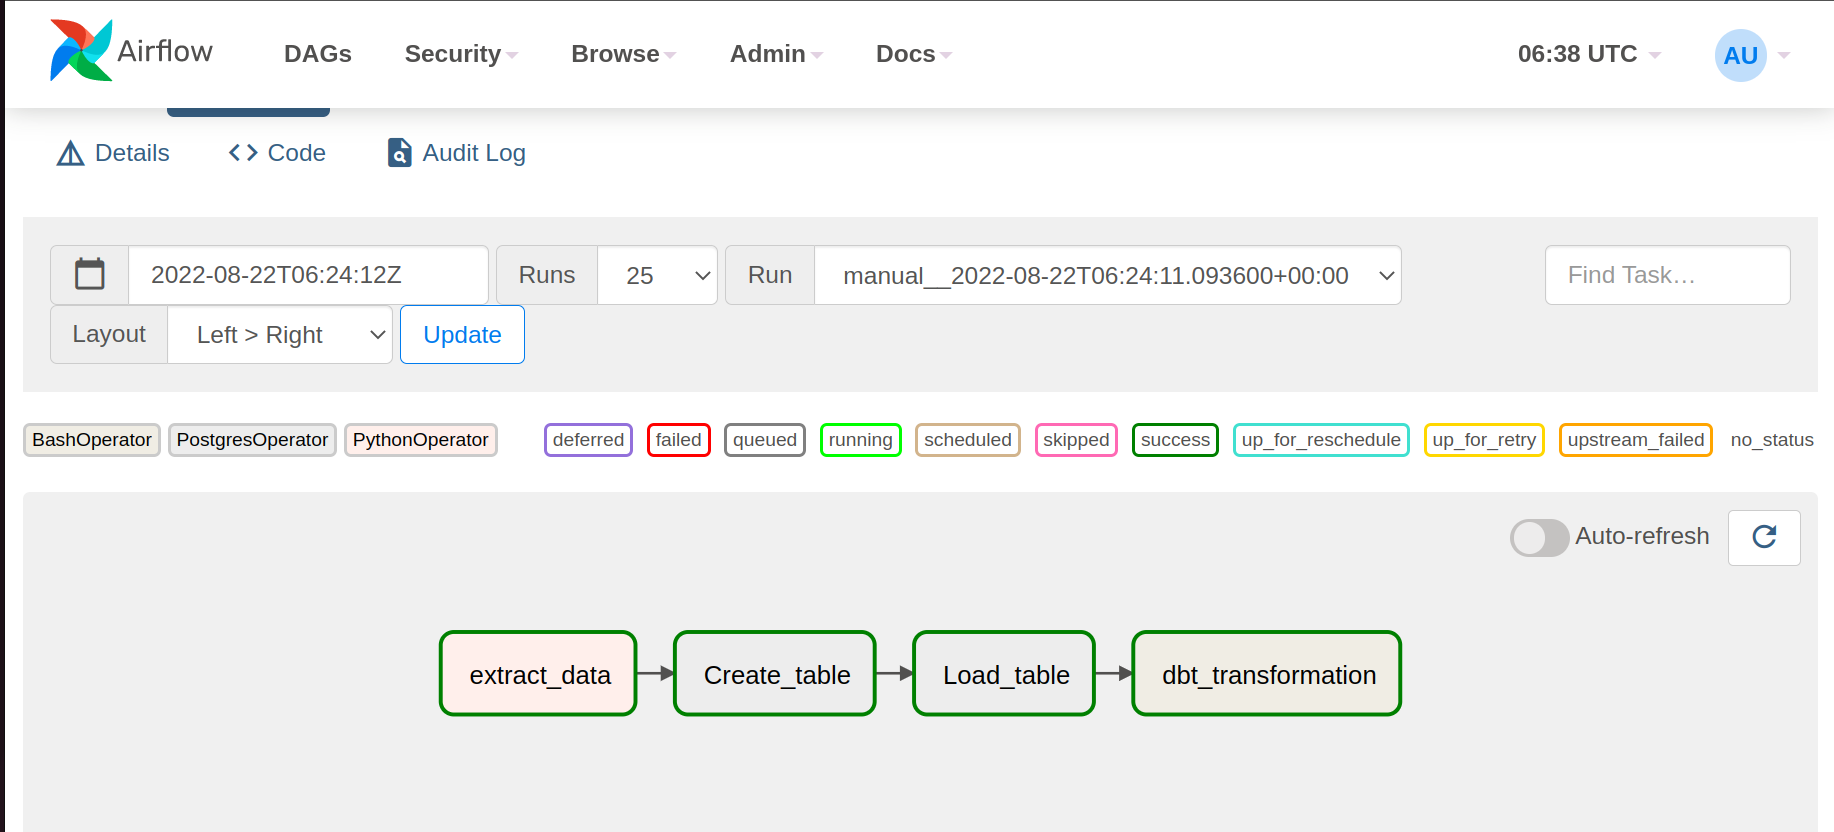 Airflow DAGs Security Browse Admin Docs 06:38 UTC AU
Details Code Audit Log
2022-08-22T06:24:12Z Runs 25 Run manual__2022-08-22T06:24:11.093600+00:00 Find Task...
Layout Left > Right Update
BashOperator PostgresOperator PythonOperator deferred failed queued running scheduled skipped success up_for_reschedule up_for_retry upstream_failed no_status
Auto-refresh
extract_data Create_table Load_table dbt_transformation